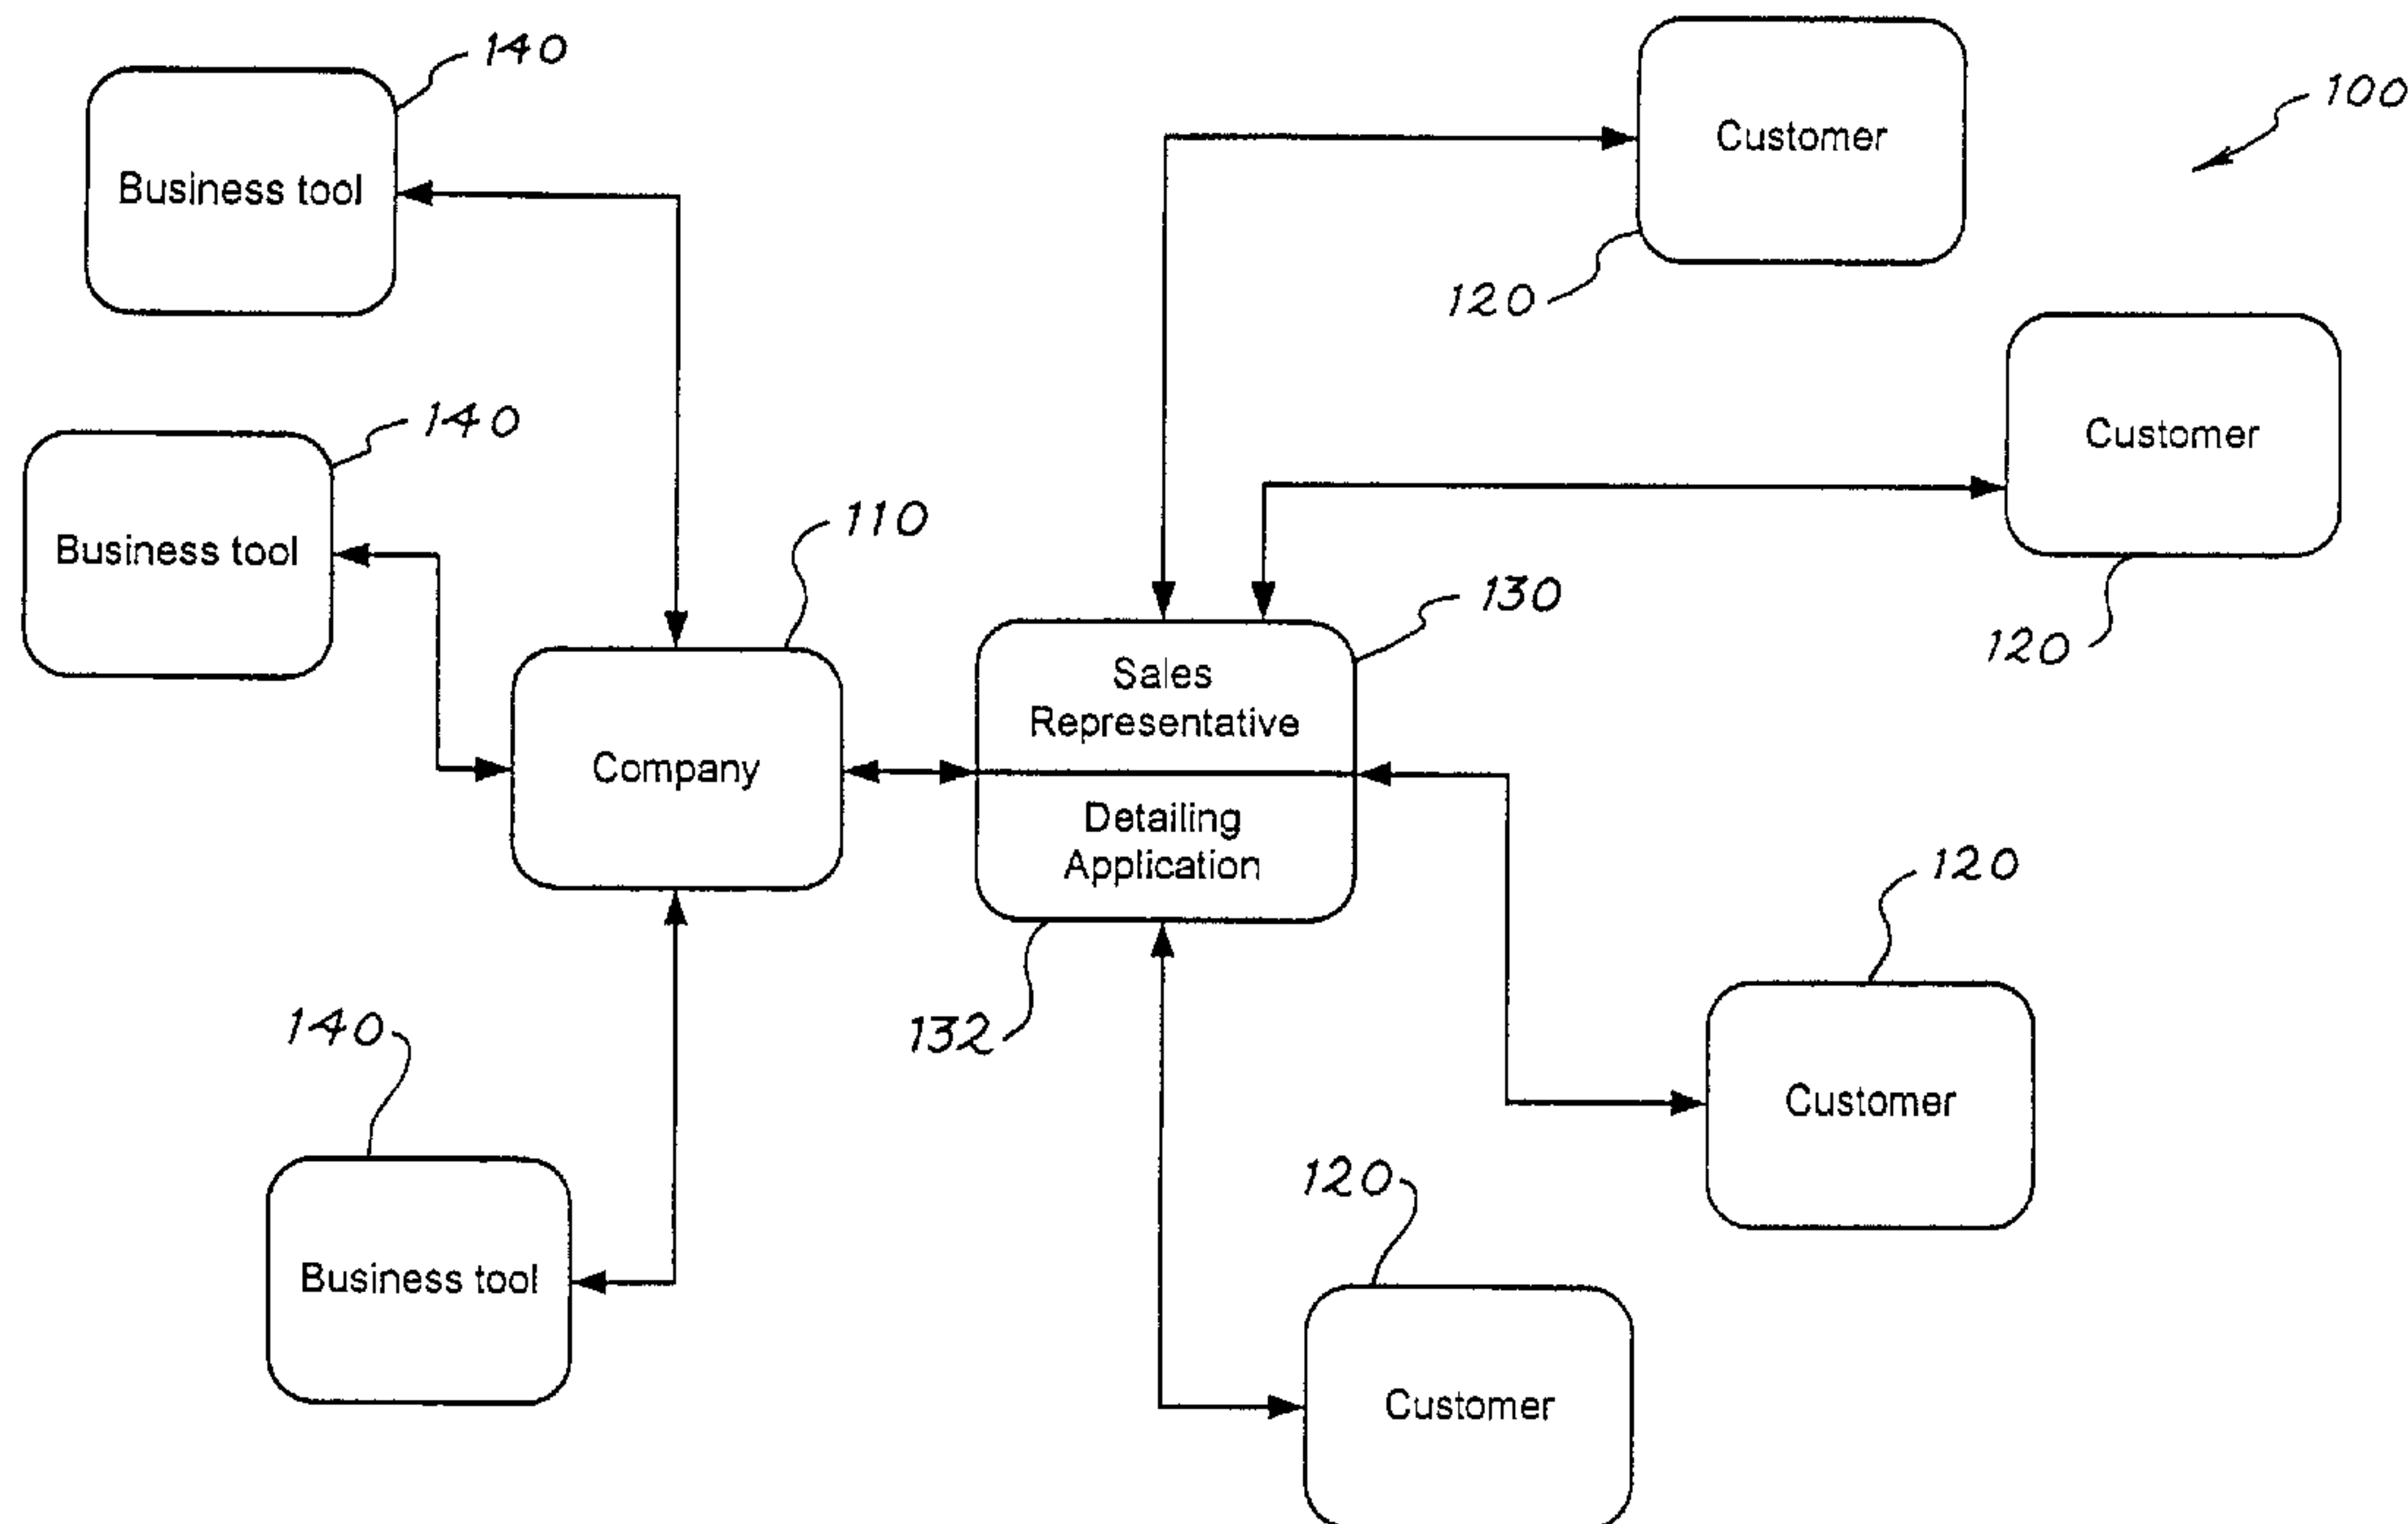 140
Business tool
Customer
100
120
140
Business tool
Customer
120
110
130
Company
Sales
Representative
Detailing
Application
132
120
Customer
140
Business tool
120
Customer